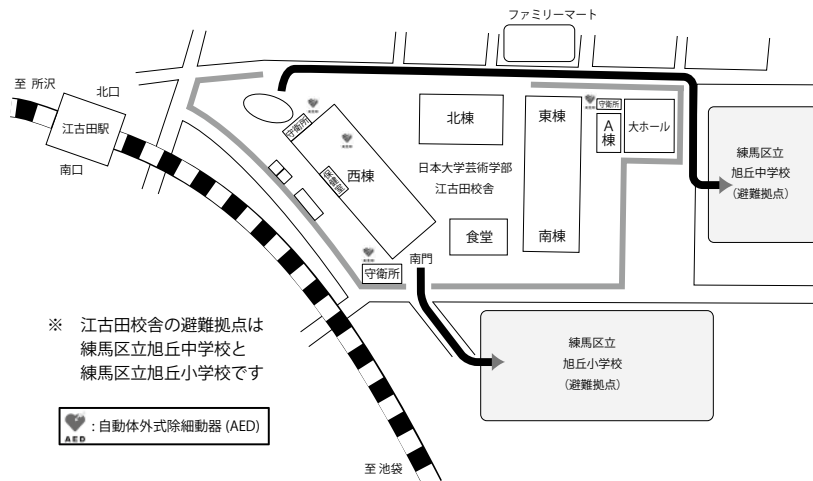 ファミリーマート
至 所沢
北口
江古田駅
南口
守衛所
西棟
保健室
北棟
東棟
守衛所
A棟
大ホール
日本大学芸術学部
江古田校舎
食堂
南棟
南門
守衛所
練馬区立
旭丘中学校
(避難拠点)
練馬区立
旭丘小学校
(避難拠点)
※ 江古田校舎の避難拠点は
練馬区立旭丘中学校と
練馬区立旭丘小学校です
AED
: 自動体外式除細動器 (AED)
至 池袋